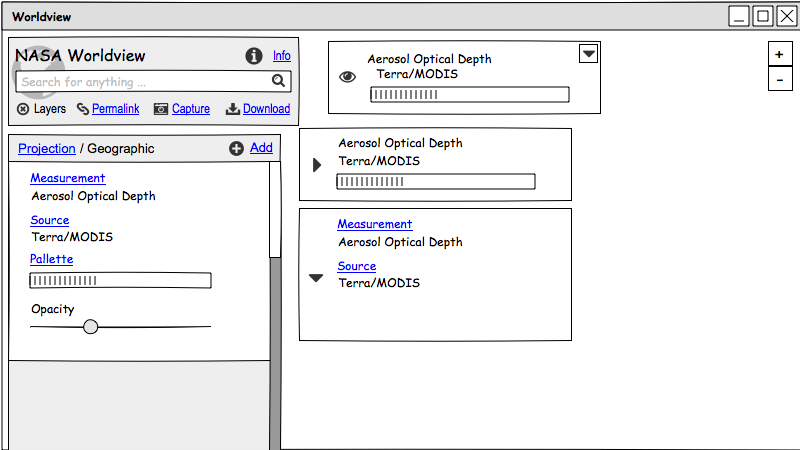 Worldview
NASA Worldview
Info
Search for anything ...
Layers Permalink Capture Download
Projection / Geographic Add
Measurement
Aerosol Optical Depth
Source
Terra/MODIS
Pallette
Opacity
Aerosol Optical Depth
Terra/MODIS
Aerosol Optical Depth
Terra/MODIS
Measurement
Aerosol Optical Depth
Source
Terra/MODIS
+
-